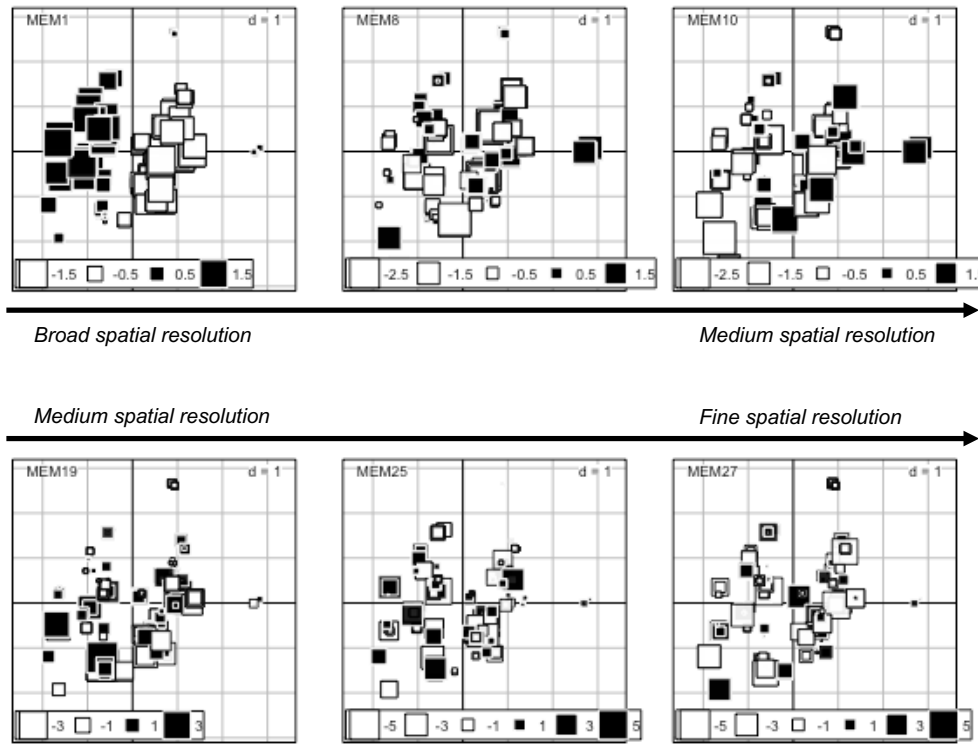 MEM1 d = 1
MEM8 d = 1
MEM10 d = 1
-1.5 -0.5 0.5 1.5
-2.5 -1.5 -0.5 0.5 1.5
-2.5 -1.5 -0.5 0.5
Broad spatial resolution
Medium spatial resolution
Medium spatial resolution
Fine spatial resolution
MEM19 d = 1
MEM25 d = 1
MEM27 d = 1
-3 -1 1 3
-5 -3 -1 1 3 5
-5 -3 -1 1 3 5